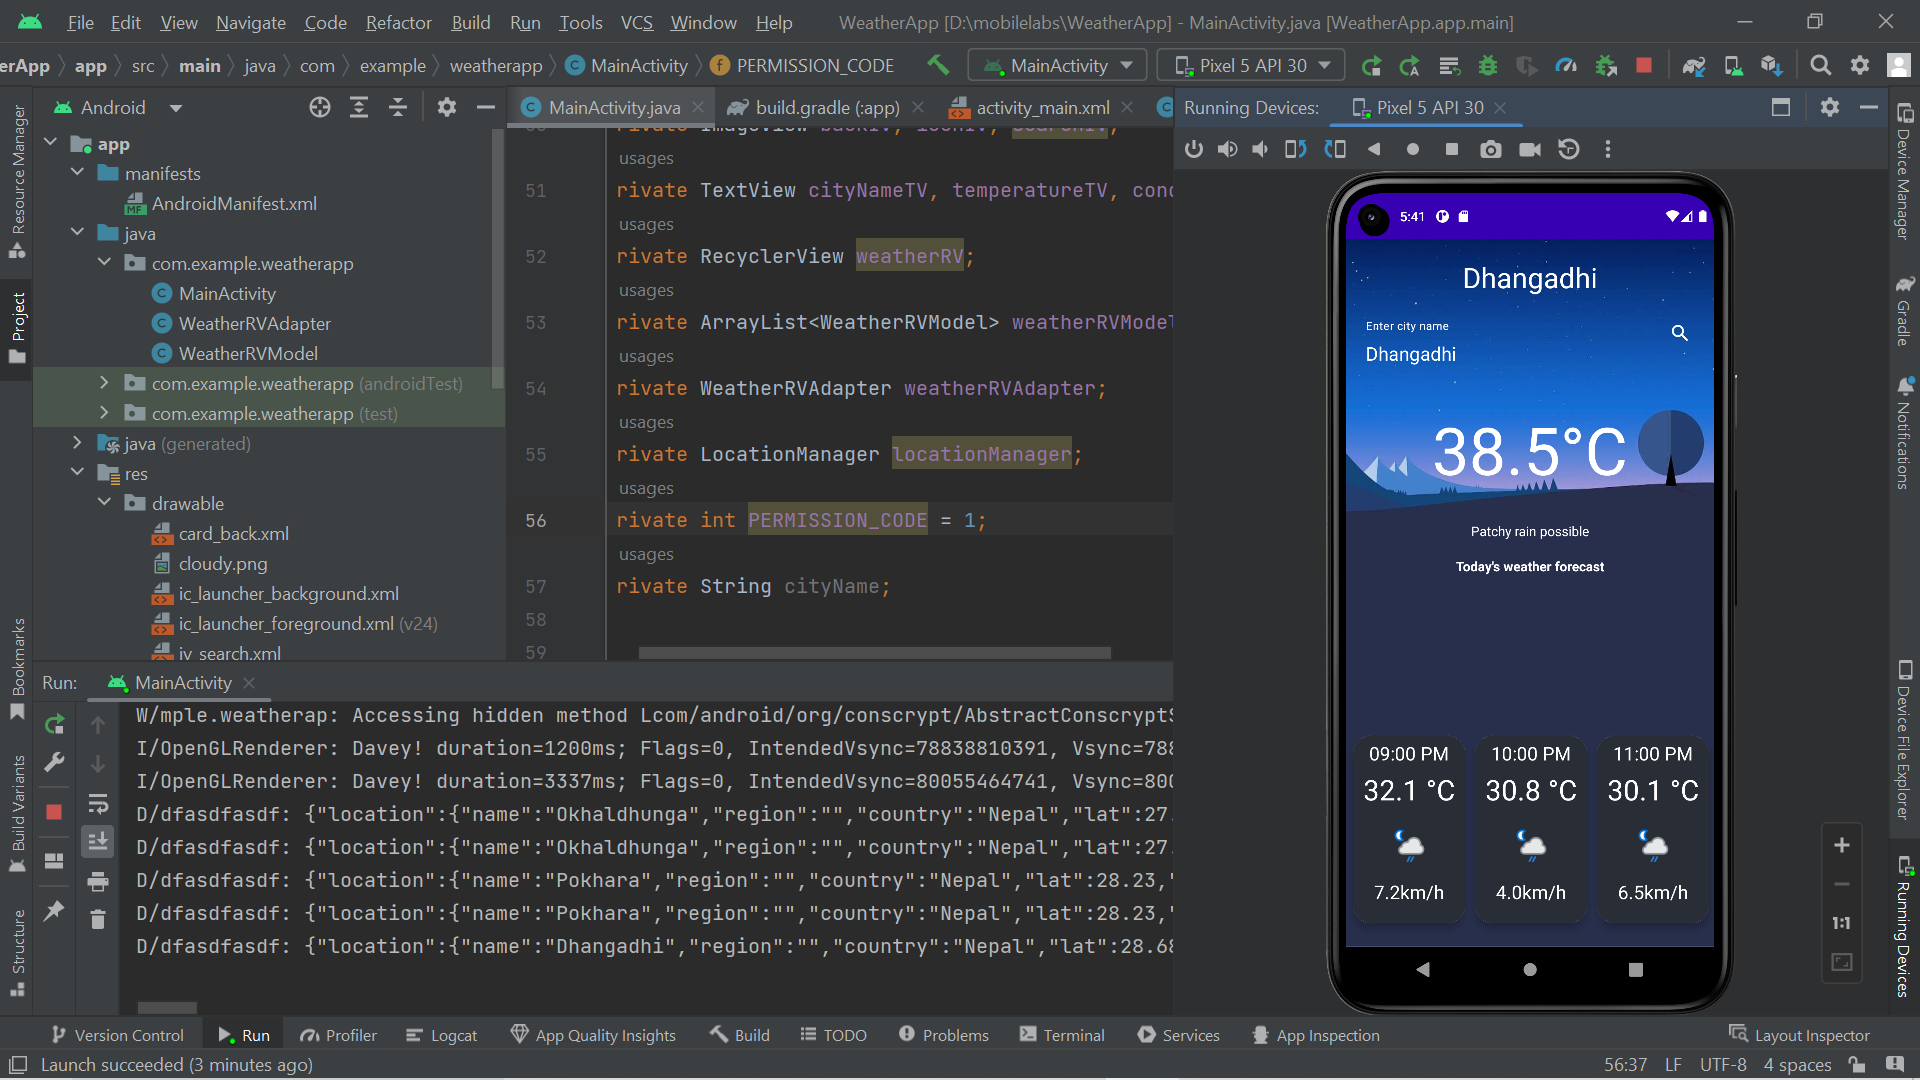 File Edit View Navigate Code Refactor Build Run Tools VCS Window Help WeatherApp [D:\mobilelabs\WeatherApp] - MainActivity.java [WeatherApp.app.main]
erApp app src main java com example weatherapp MainActivity PERMISSION_CODE MainActivity Pixel 5 API 30
Android
MainActivity.java build.gradle (:app) activity_main.xml
Running Devices: Pixel 5 API 30
Resource Manager
Project
Bookmarks
Build Variants
Structure
app
manifests
AndroidManifest.xml
java
com.example.weatherapp
MainActivity
WeatherRVAdapter
WeatherRVModel
com.example.weatherapp (androidTest)
com.example.weatherapp (test)
java (generated)
res
drawable
card_back.xml
cloudy.png
ic_launcher_background.xml
ic_launcher_foreground.xml (v24)
iv_search.xml
usages
51 rivate TextView cityNameTV, temperatureTV, cond
usages
52 rivate RecyclerView weatherRV;
usages
53 rivate ArrayList<WeatherRVModel> weatherRVModel
usages
54 rivate WeatherRVAdapter weatherRVAdapter;
usages
55 rivate LocationManager locationManager;
usages
56 rivate int PERMISSION_CODE = 1;
usages
57 rivate String cityName;
58
59
5:41
Dhangadhi
Enter city name
Dhangadhi
38.5°C
Patchy rain possible
Today's weather forecast
09:00 PM 10:00 PM 11:00 PM
32.1 °C 30.8 °C 30.1 °C
7.2km/h 4.0km/h 6.5km/h
1:1
Device Manager
Gradle
Notifications
Device File Explorer
Running Devices
Run: MainActivity
W/mple.weatherap: Accessing hidden method Lcom/android/org/conscrypt/AbstractConscryptS
I/OpenGLRenderer: Davey! duration=1200ms; Flags=0, IntendedVsync=78838810391, Vsync=788
I/OpenGLRenderer: Davey! duration=3337ms; Flags=0, IntendedVsync=80055464741, Vsync=800
D/dfasdfasdf: {"location":{"name":"Okhaldhunga","region":"","country":"Nepal","lat":27.
D/dfasdfasdf: {"location":{"name":"Okhaldhunga","region":"","country":"Nepal","lat":27.
D/dfasdfasdf: {"location":{"name":"Pokhara","region":"","country":"Nepal","lat":28.23,"
D/dfasdfasdf: {"location":{"name":"Pokhara","region":"","country":"Nepal","lat":28.23,"
D/dfasdfasdf: {"location":{"name":"Dhangadhi","region":"","country":"Nepal","lat":28.68
Version Control Run Profiler Logcat App Quality Insights Build TODO Problems Terminal Services App Inspection Layout Inspector
Launch succeeded (3 minutes ago) 56:37 LF UTF-8 4 spaces